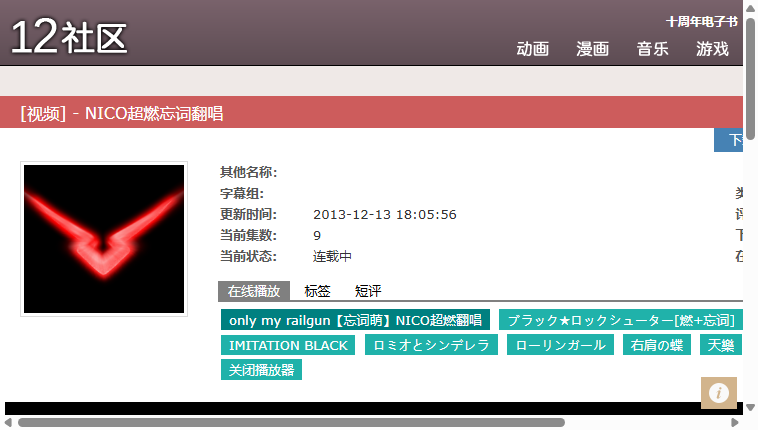 12社区
十周年电子书
动画 漫画 音乐 游戏
[视频] - NICO超燃忘词翻唱
下
其他名称:
字幕组:
更新时间: 2013-12-13 18:05:56
当前集数: 9
当前状态: 连载中
在线播放 标签 短评
only my railgun【忘词萌】NICO超燃翻唱 ブラック★ロックシューター[燃+忘词]
IMITATION BLACK ロミオとシンデレラ ローリンガール 右肩の蝶 天樂
关闭播放器
i